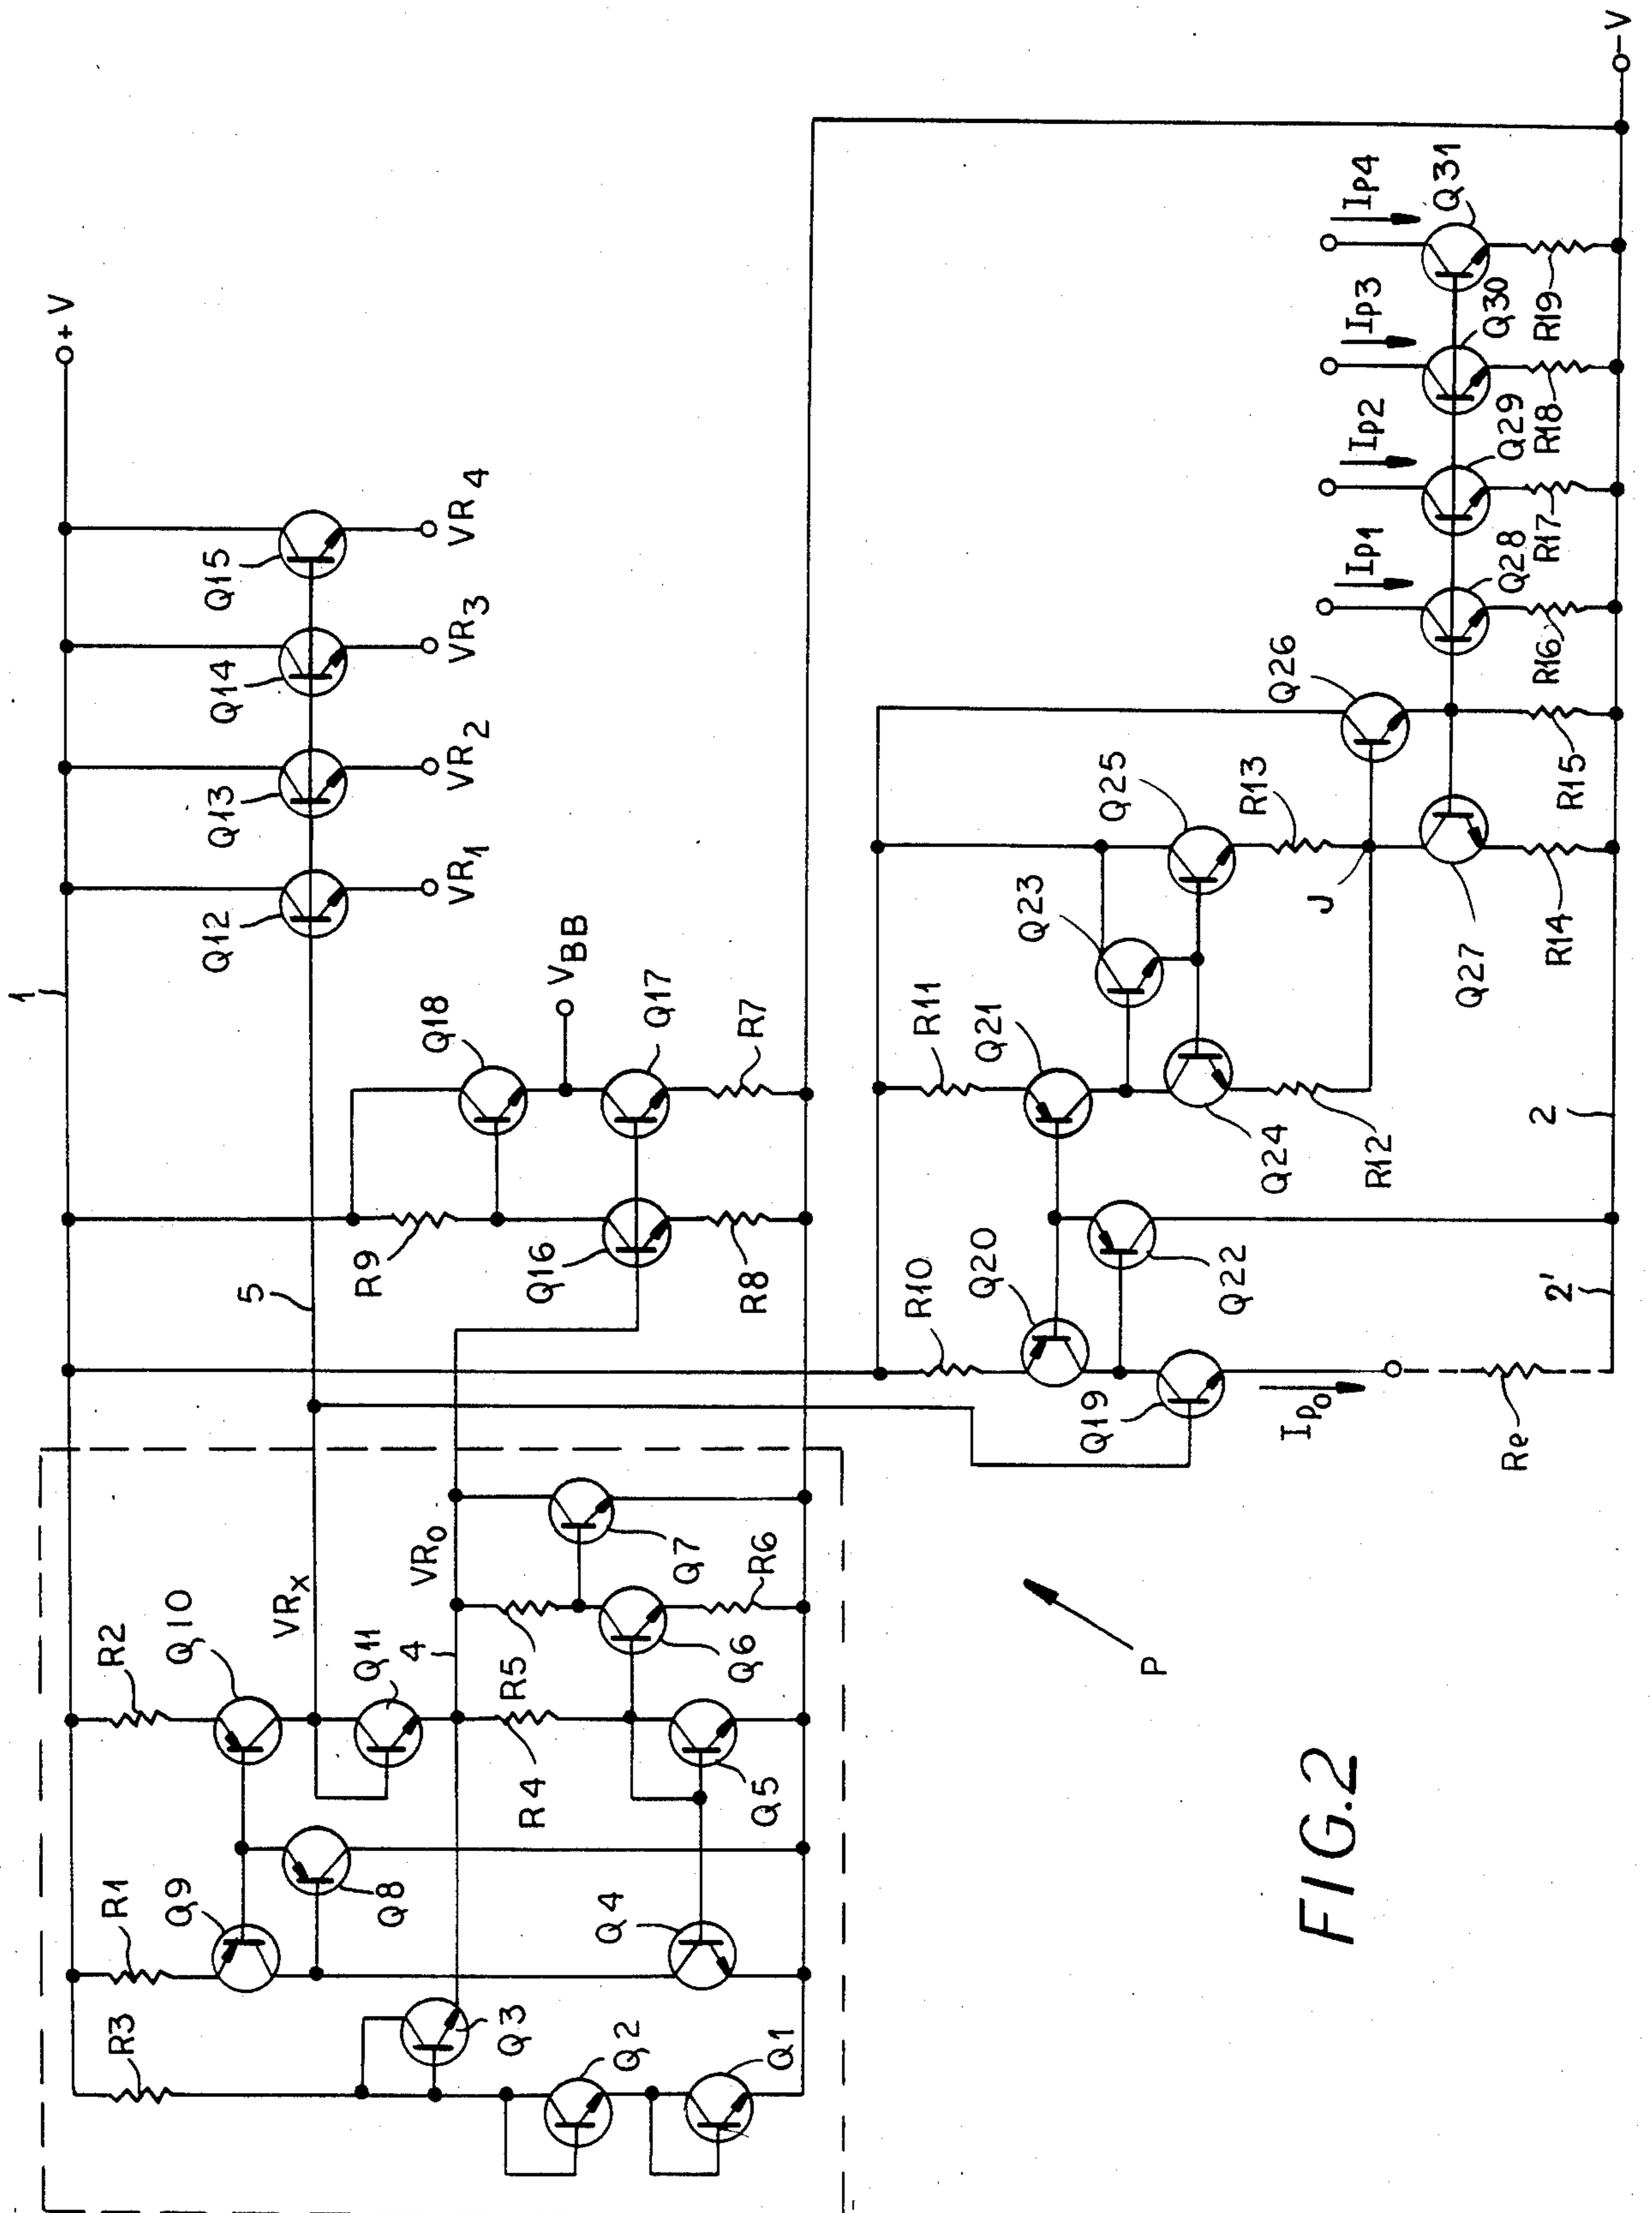 1
+V
R3
R1
R2
Q9
Q10
VRx
5
Q12
Q13
Q14
Q15
VR1
VR2
VR3
VR4
Q8
Q11
4
VR0
Q3
Q2
Q1
Q4
R4
Q5
R5
Q6
Q7
R6
R9
Q18
VBB
Q16
Q17
R8
R7
P
R10
Q20
R11
Q21
Q23
Q25
Q19
Q22
Q24
R12
R13
J
Q26
Ip0
Re
2'
2
Q27
R14
R15
Ip1
Ip2
Ip3
Ip4
Q28
Q29
Q30
Q31
R16
R17
R18
R19
-V
FIG.2